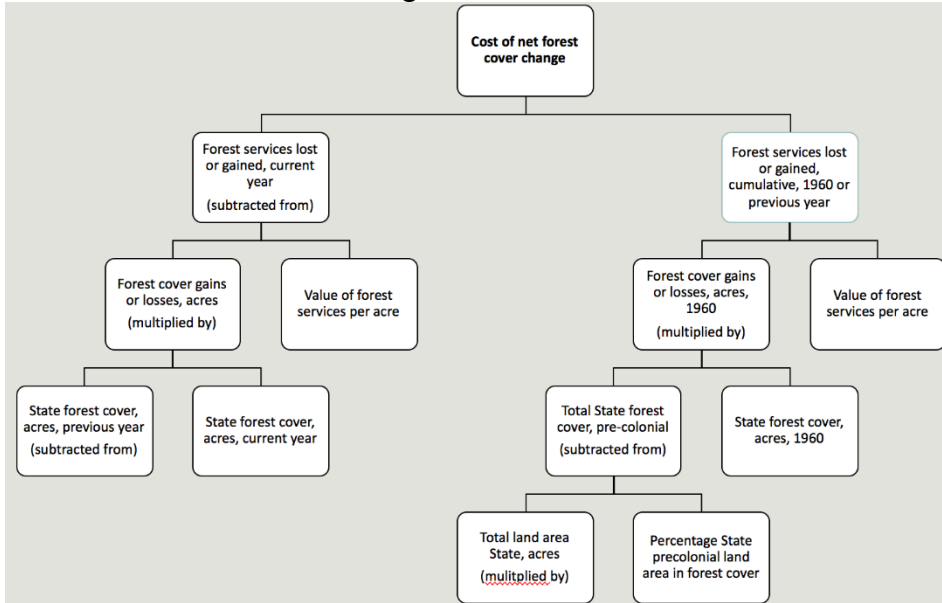 Cost of net forest
cover change
Forest services lost
or gained, current
year
(subtracted from)
Forest services lost
or gained,
cumulative, 1960 or
previous year
Forest cover gains
or losses, acres
(multiplied by)
Value of forest
services per acre
Forest cover gains
or losses, acres,
1960
(multiplied by)
Value of forest
services per acre
State forest cover,
acres, previous year
(subtracted from)
State forest cover,
acres, current year
Total State forest
cover, pre-colonial
(subtracted from)
State forest cover,
acres, 1960
Total land area
State, acres
(mulitplied by)
Percentage State
precolonial land
area in forest cover